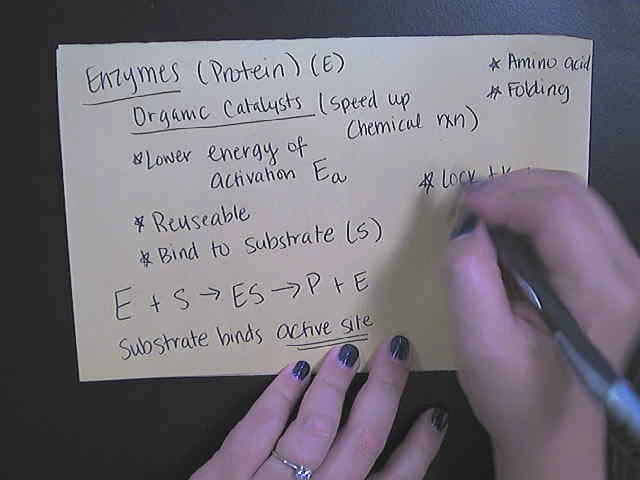 Enzymes (Protein) (E)
* Amino acid
* Folding
Organic Catalysts (speed up
Chemical rxn)
* Lower energy of
activation Ea
* Lock +
* Reuseable
* Bind to substrate (S)
E + S → ES → P + E
Substrate binds active site